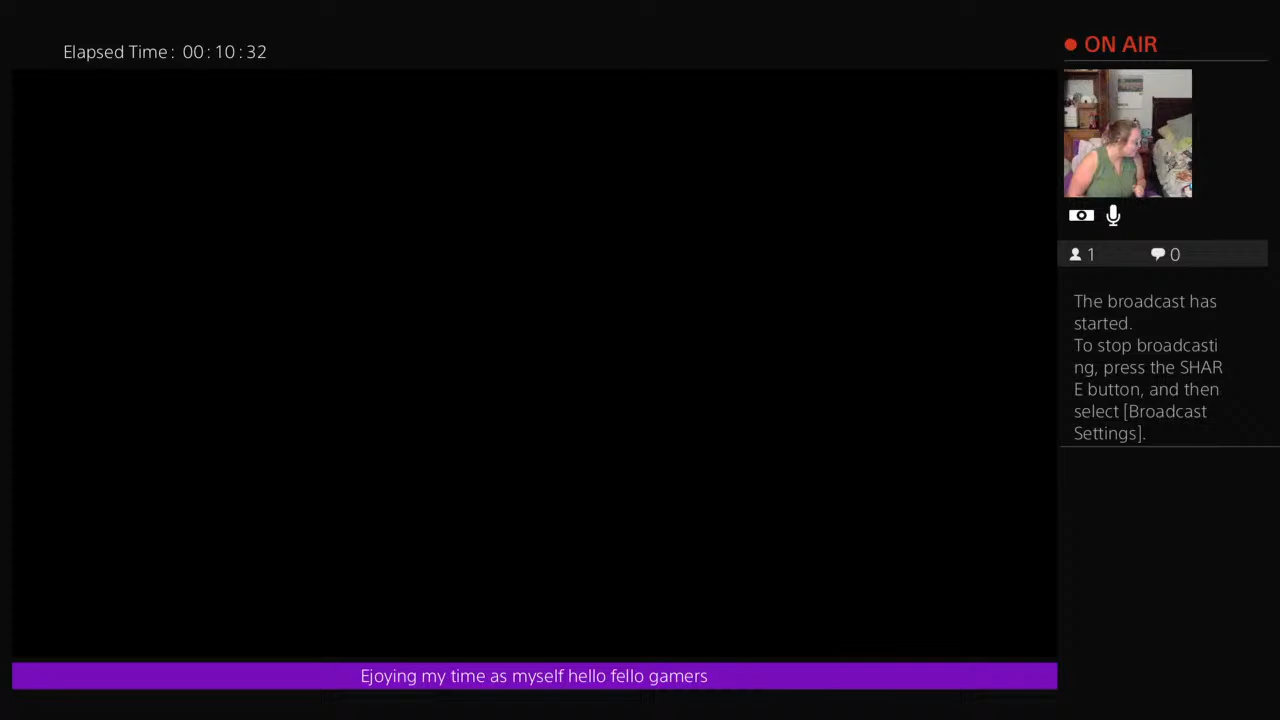 Elapsed Time: 00:10:32
ON AIR
1 0
The broadcast has
started.
To stop broadcasti
ng, press the SHAR
E button, and then
select [Broadcast
Settings].
Ejoying my time as myself hello fello gamers